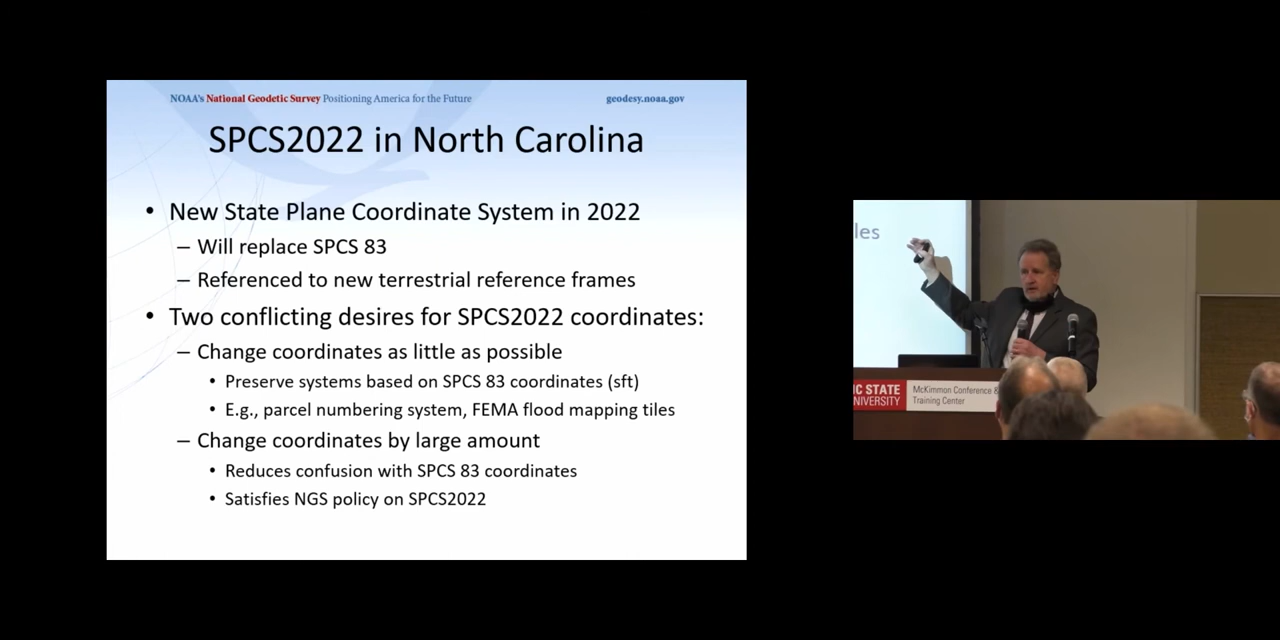 NOAA's National Geodetic Survey Positioning America for the Future
geodesy.noaa.gov
SPCS2022 in North Carolina
• New State Plane Coordinate System in 2022
– Will replace SPCS 83
– Referenced to new terrestrial reference frames
• Two conflicting desires for SPCS2022 coordinates:
– Change coordinates as little as possible
• Preserve systems based on SPCS 83 coordinates (sft)
• E.g., parcel numbering system, FEMA flood mapping tiles
– Change coordinates by large amount
• Reduces confusion with SPCS 83 coordinates
• Satisfies NGS policy on SPCS2022
les
IC STATE
NIVERSITY
McKimmon Conference &
Training Center